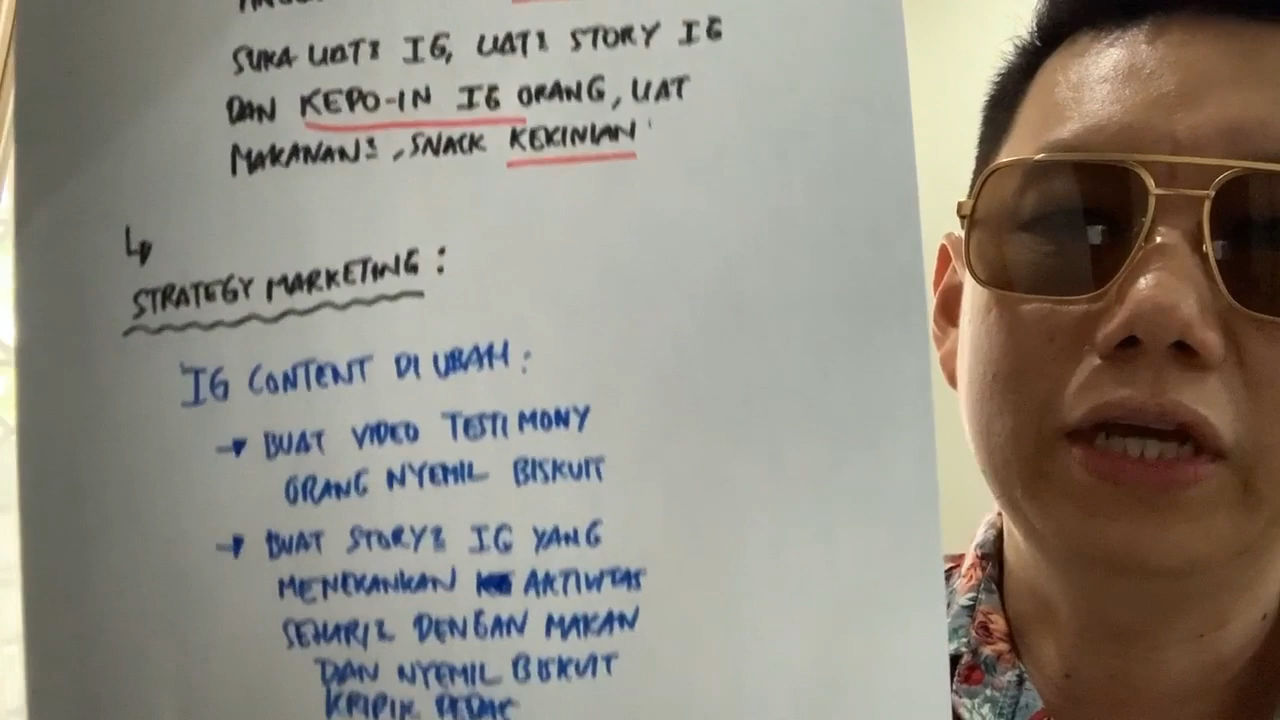 SUKA LIAT2 IG, LIAT2 STORY IG
DAN KEPO-IN IG ORANG, LIAT
MAKANAN2, SNACK KEKINIAN
STRATEGY MARKETING:
IG CONTENT DI UBAH:
→ BUAT VIDEO TESTIMONY
ORANG NYEMIL BISKUIT
→ BUAT STORY2 IG YANG
MENEKANKAN AKTIVITAS
SEHARI2 DENGAN MAKAN
DAN NYEMIL BISKUIT
KRIPIK PEDAS